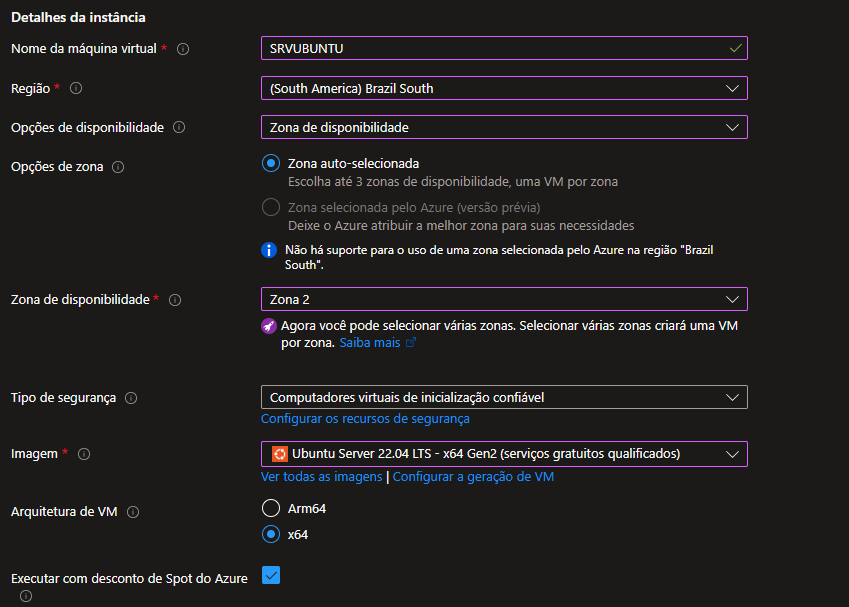 Detalhes da instância
Nome da máquina virtual *
SRVUBUNTU
Região *
(South America) Brazil South
Opções de disponibilidade
Zona de disponibilidade
Opções de zona
Zona auto-selecionada
Escolha até 3 zonas de disponibilidade, uma VM por zona
Zona selecionada pelo Azure (versão prévia)
Deixe o Azure atribuir a melhor zona para suas necessidades
Não há suporte para o uso de uma zona selecionada pelo Azure na região "Brazil
South".
Zona de disponibilidade *
Zona 2
Agora você pode selecionar várias zonas. Selecionar várias zonas criará uma VM
por zona. Saiba mais
Tipo de segurança
Computadores virtuais de inicialização confiável
Configurar os recursos de segurança
Imagem *
Ubuntu Server 22.04 LTS - x64 Gen2 (serviços gratuitos qualificados)
Ver todas as imagens | Configurar a geração de VM
Arquitetura de VM
Arm64
x64
Executar com desconto de Spot do Azure